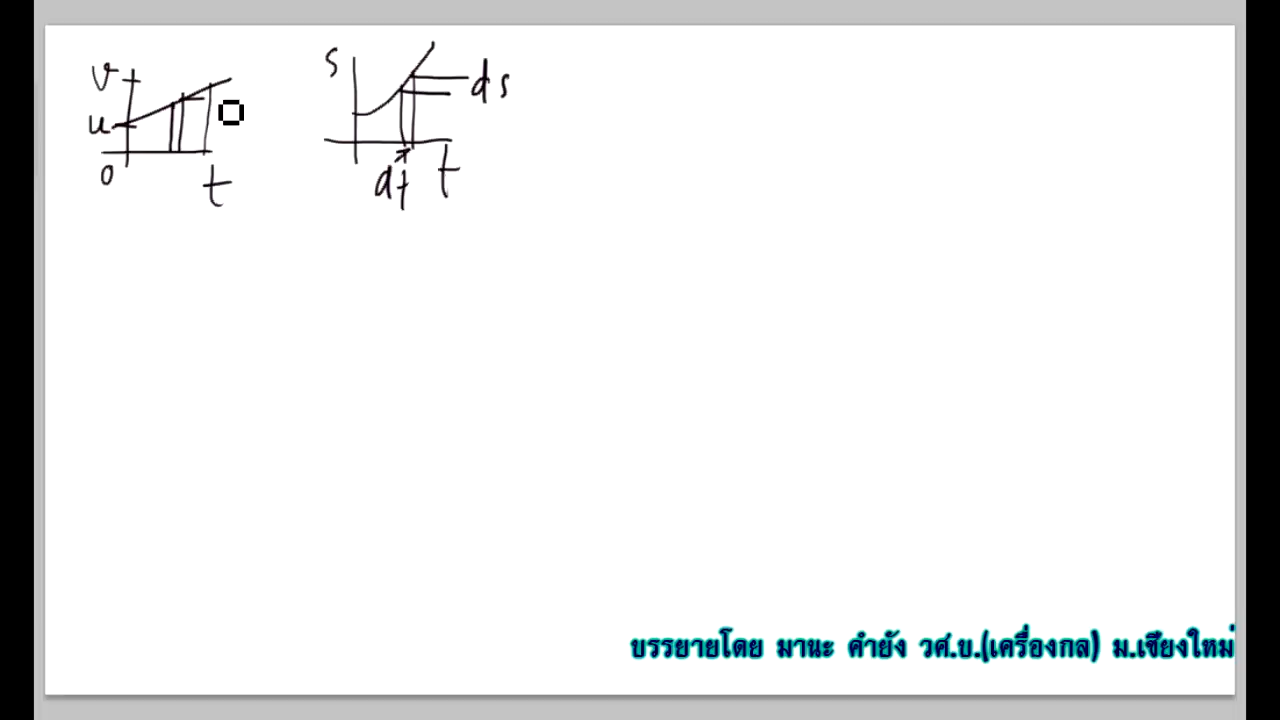 v
u
0
t
s
ds
dt
t
บรรยายโดย มานะ คำยัง วศ.บ.(เครื่องกล) ม.เชียงใหม่